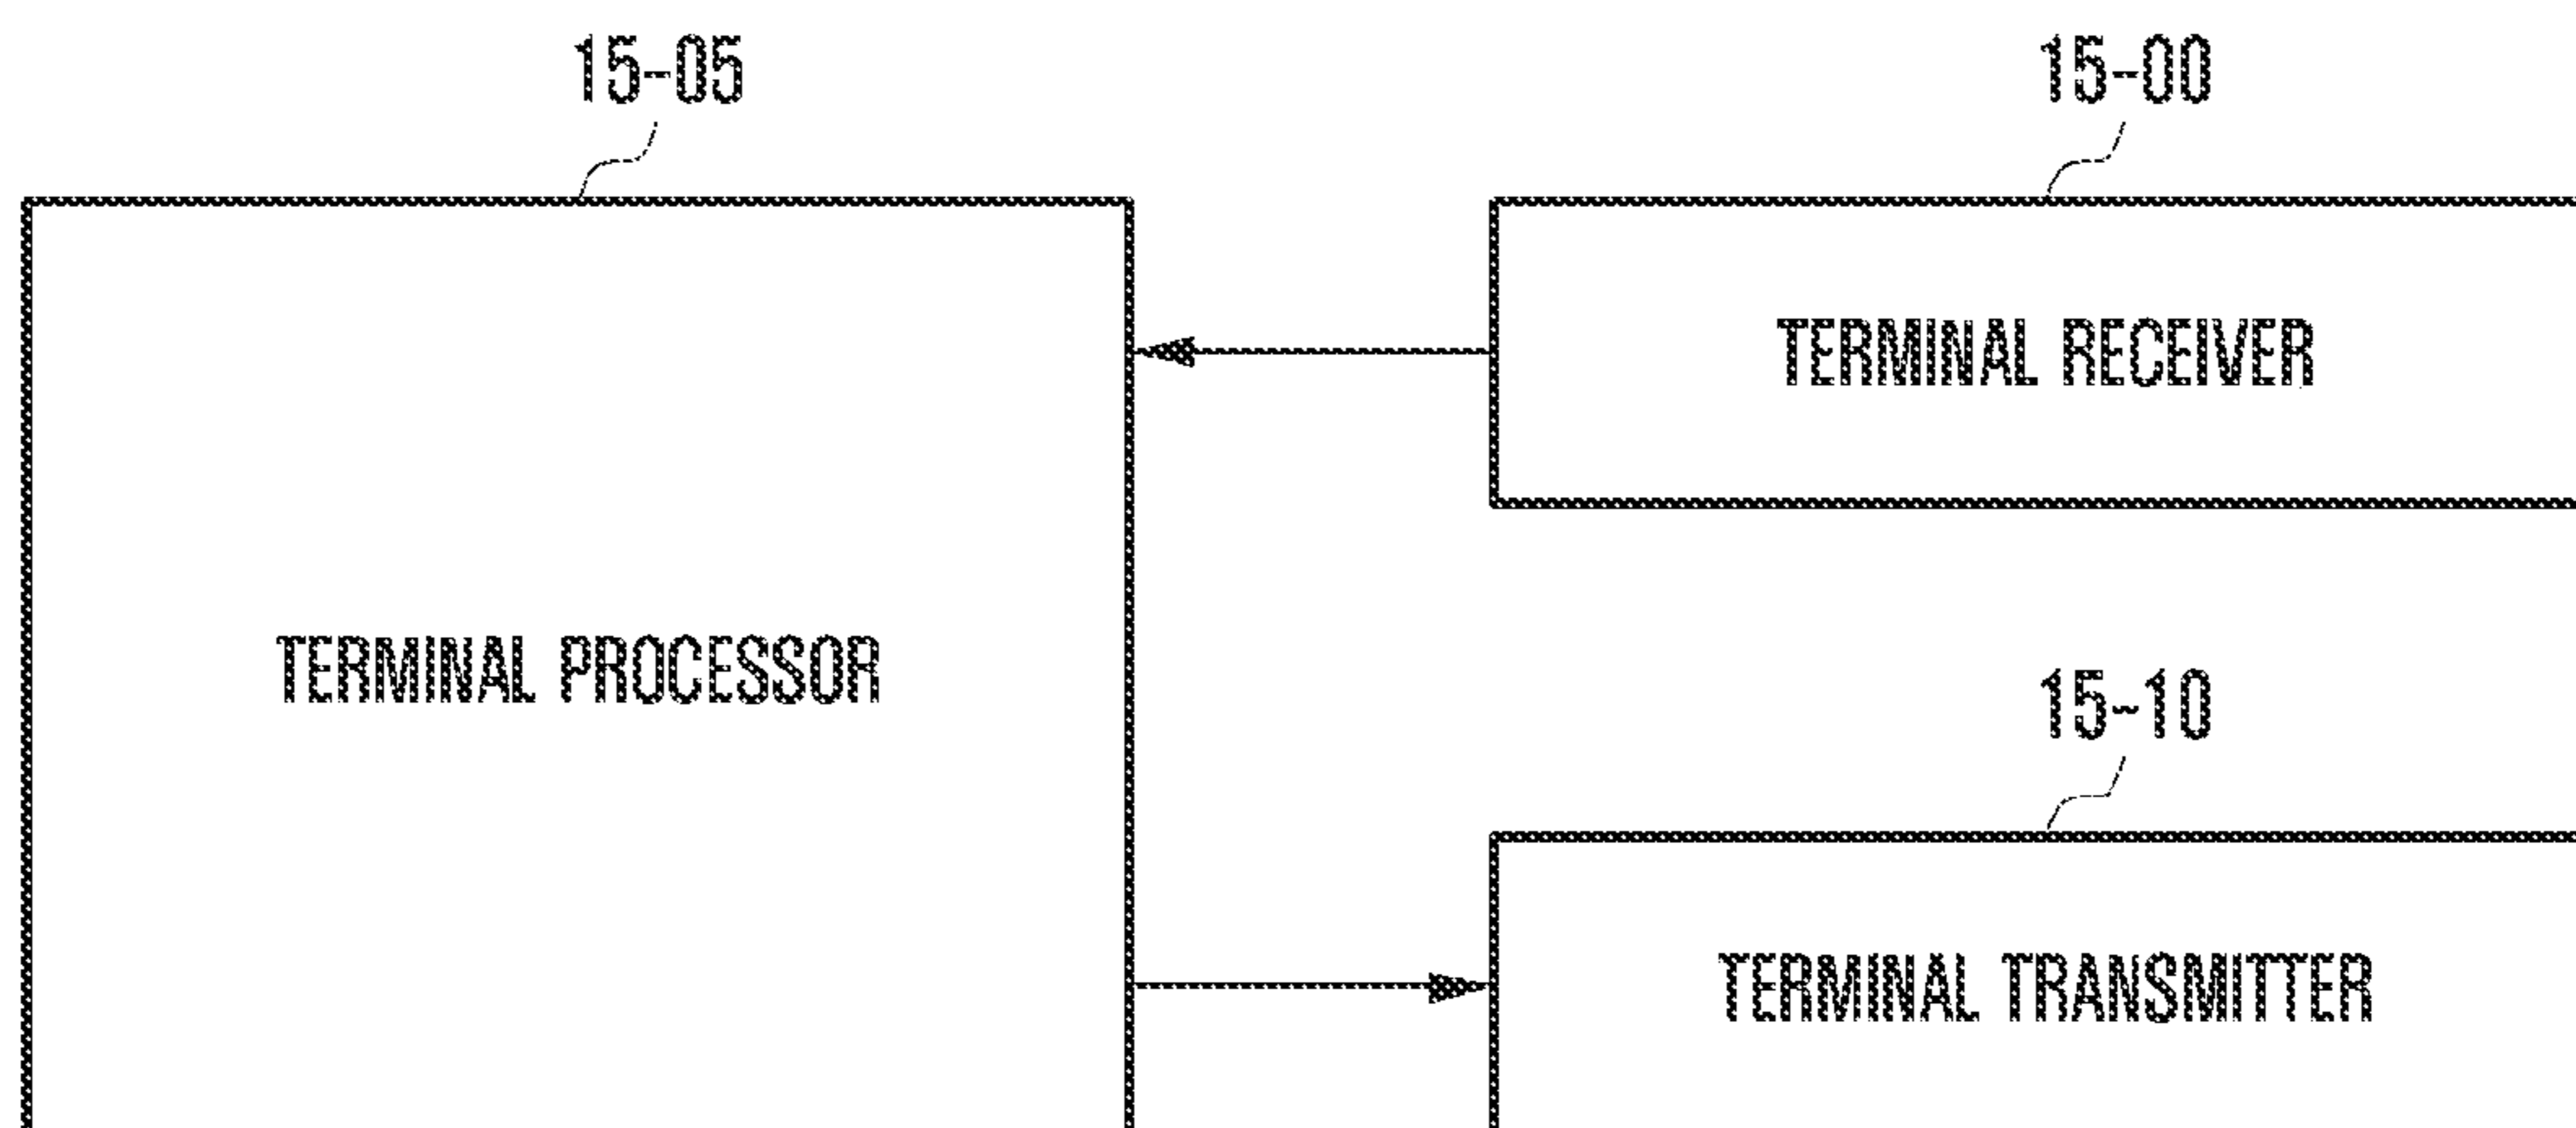 15-05
15-00
TERMINAL RECEIVER
TERMINAL PROCESSOR
15-10
TERMINAL TRANSMITTER